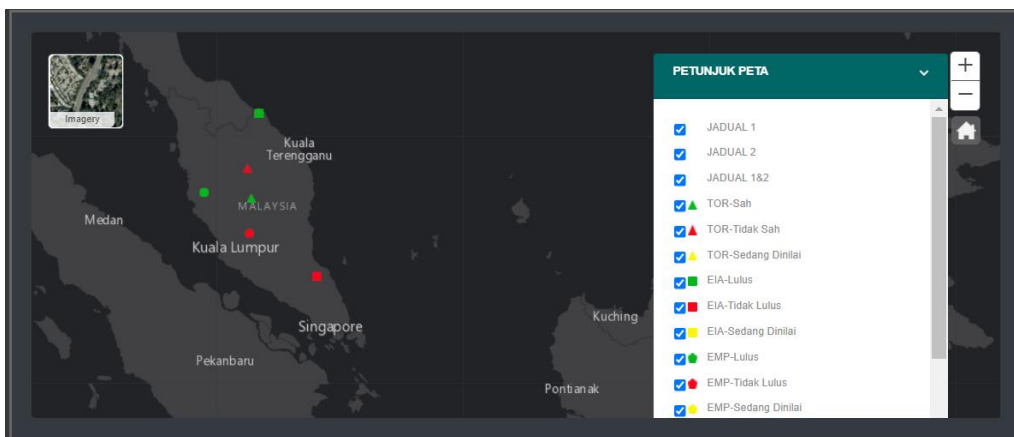 Imagery
Kuala
Terengganu
MALAYSIA
Medan
Kuala Lumpur
Singapore
Kuching
Pekanbaru
Pontianak
PETUNJUK PETA
JADUAL 1
JADUAL 2
JADUAL 1&2
TOR-Sah
TOR-Tidak Sah
TOR-Sedang Dinilai
EIA-Lulus
EIA-Tidak Lulus
EIA-Sedang Dinilai
EMP-Lulus
EMP-Tidak Lulus
EMP-Sedang Dinilai
+
−